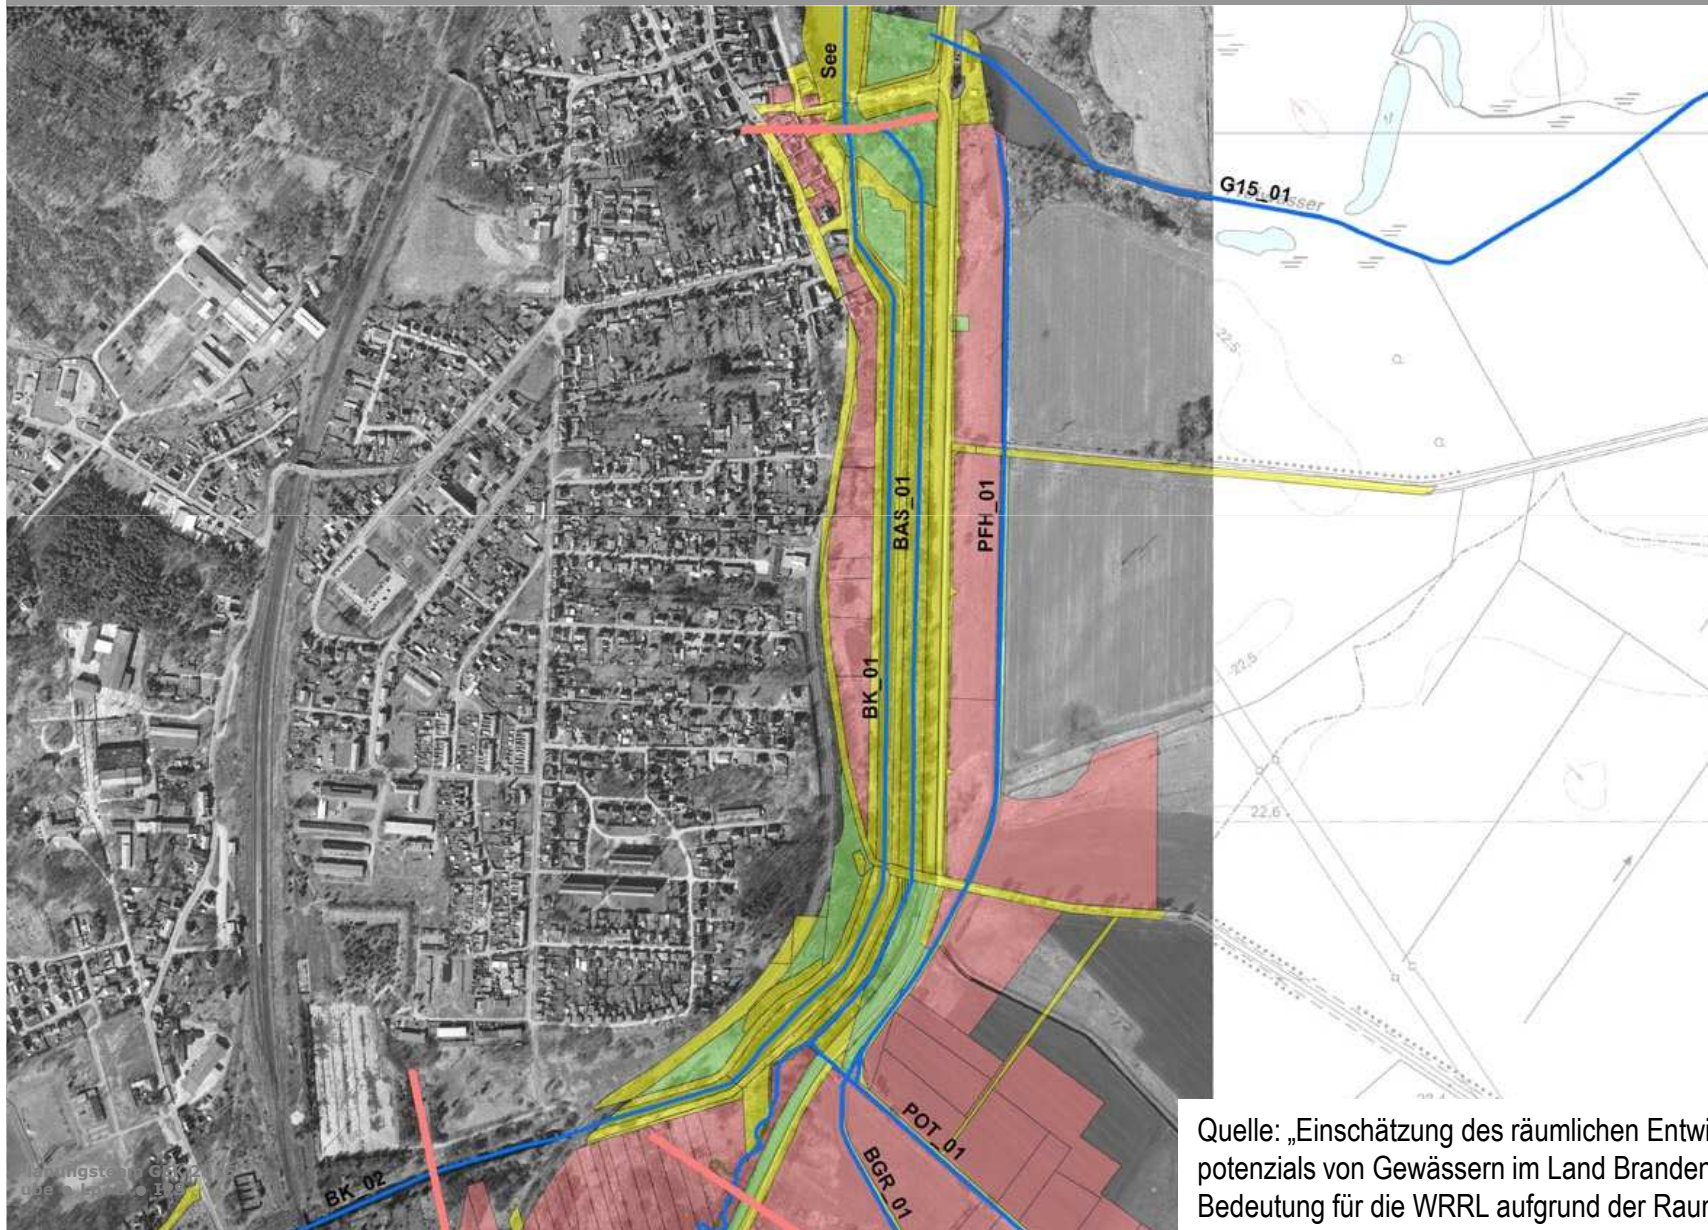 See
G15_01
22,5
BAS_01
PFH_01
BK_01
22,5
22,6
POT_01
BGR_01
BK_02
Quelle: „Einschätzung des räumlichen Entwi
potenzials von Gewässern im Land Branden
Bedeutung für die WRRL aufgrund der Raur